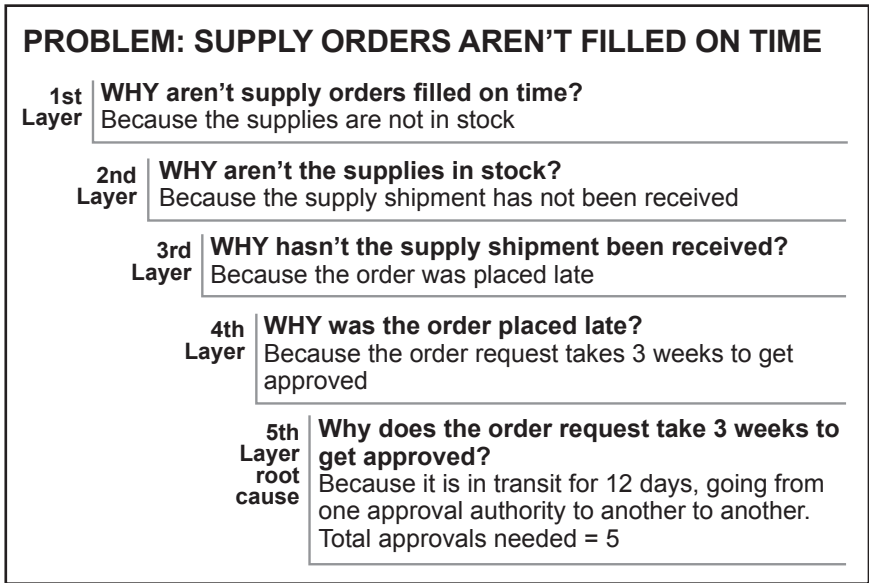 PROBLEM: SUPPLY ORDERS AREN'T FILLED ON TIME
1st Layer
WHY aren't supply orders filled on time?
Because the supplies are not in stock
2nd Layer
WHY aren't the supplies in stock?
Because the supply shipment has not been received
3rd Layer
WHY hasn't the supply shipment been received?
Because the order was placed late
4th Layer
WHY was the order placed late?
Because the order request takes 3 weeks to get
approved
5th
Layer
root
cause
Why does the order request take 3 weeks to
get approved?
Because it is in transit for 12 days, going from
one approval authority to another to another.
Total approvals needed = 5